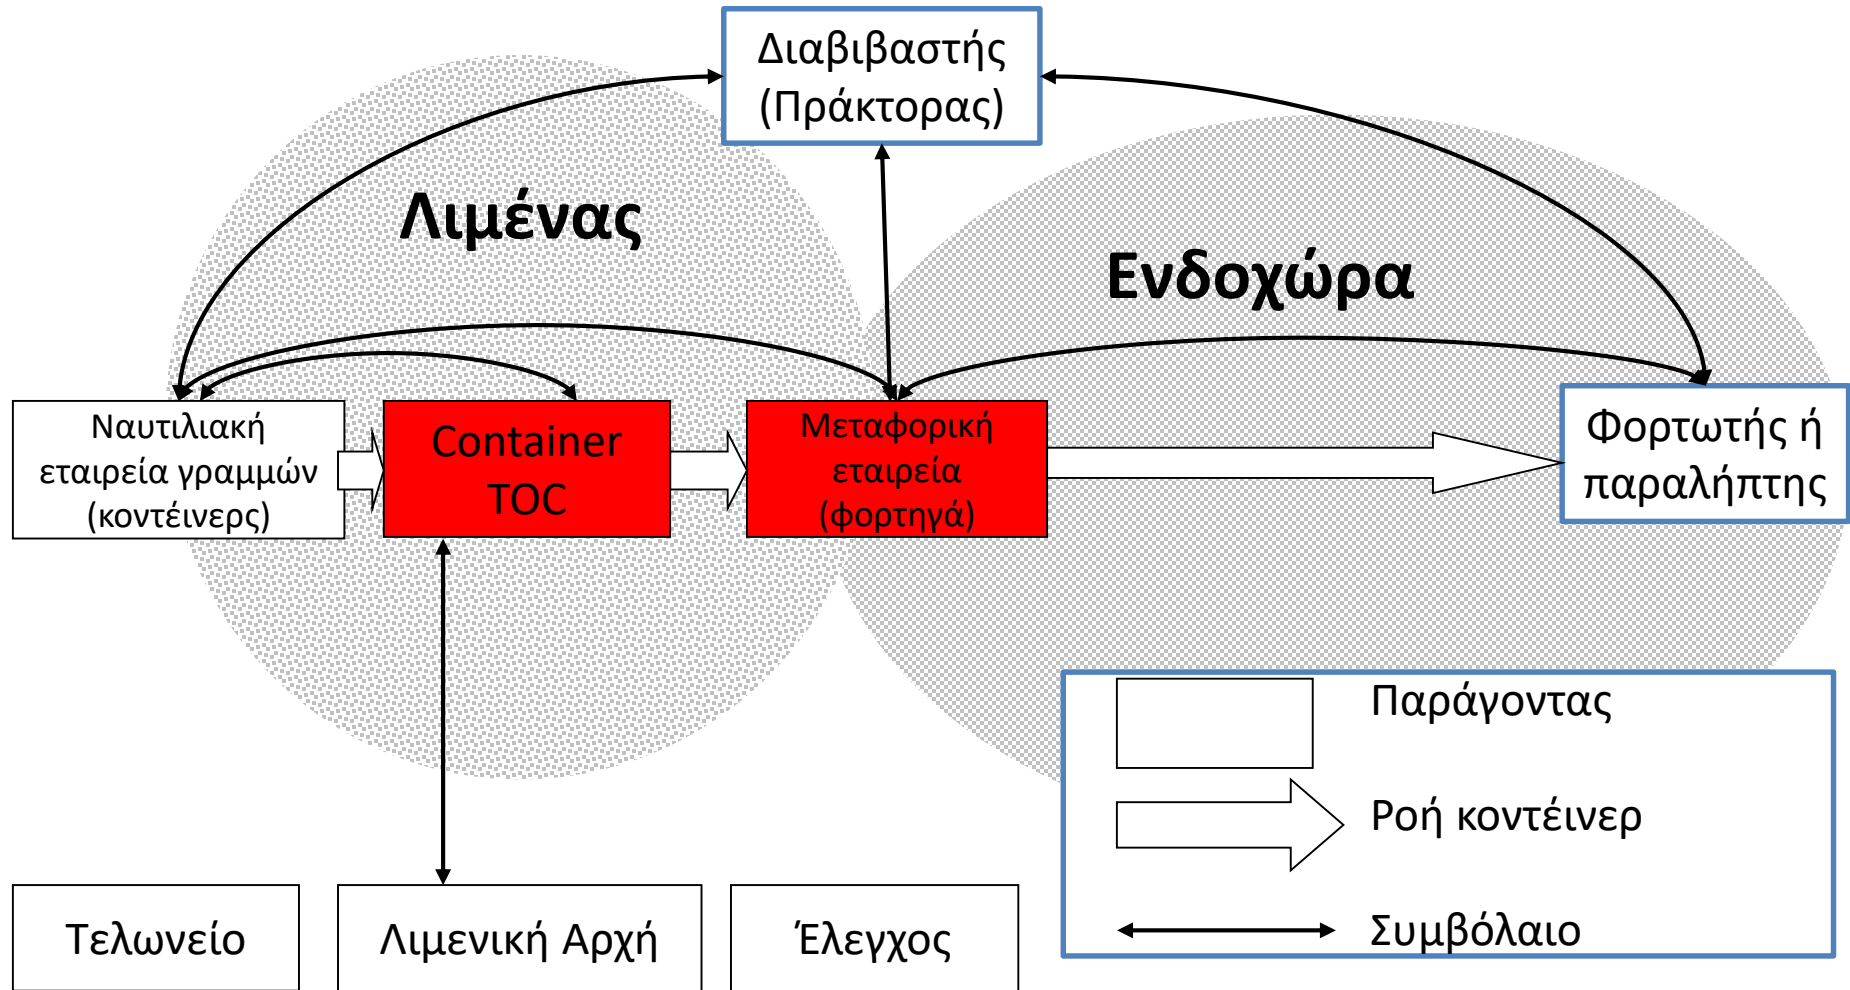 Διαβιβαστής
(Πράκτορας)
Λιμένας
Ενδοχώρα
Ναυτιλιακή
εταιρεία γραμμών
(κοντέινερς)
Container
TOC
Μεταφορική
εταιρεία
(φορτηγά)
Φορτωτής ή
παραλήπτης
Παράγοντας
Ροή κοντέινερ
Συμβόλαιο
Τελωνείο
Λιμενική Αρχή
Έλεγχος